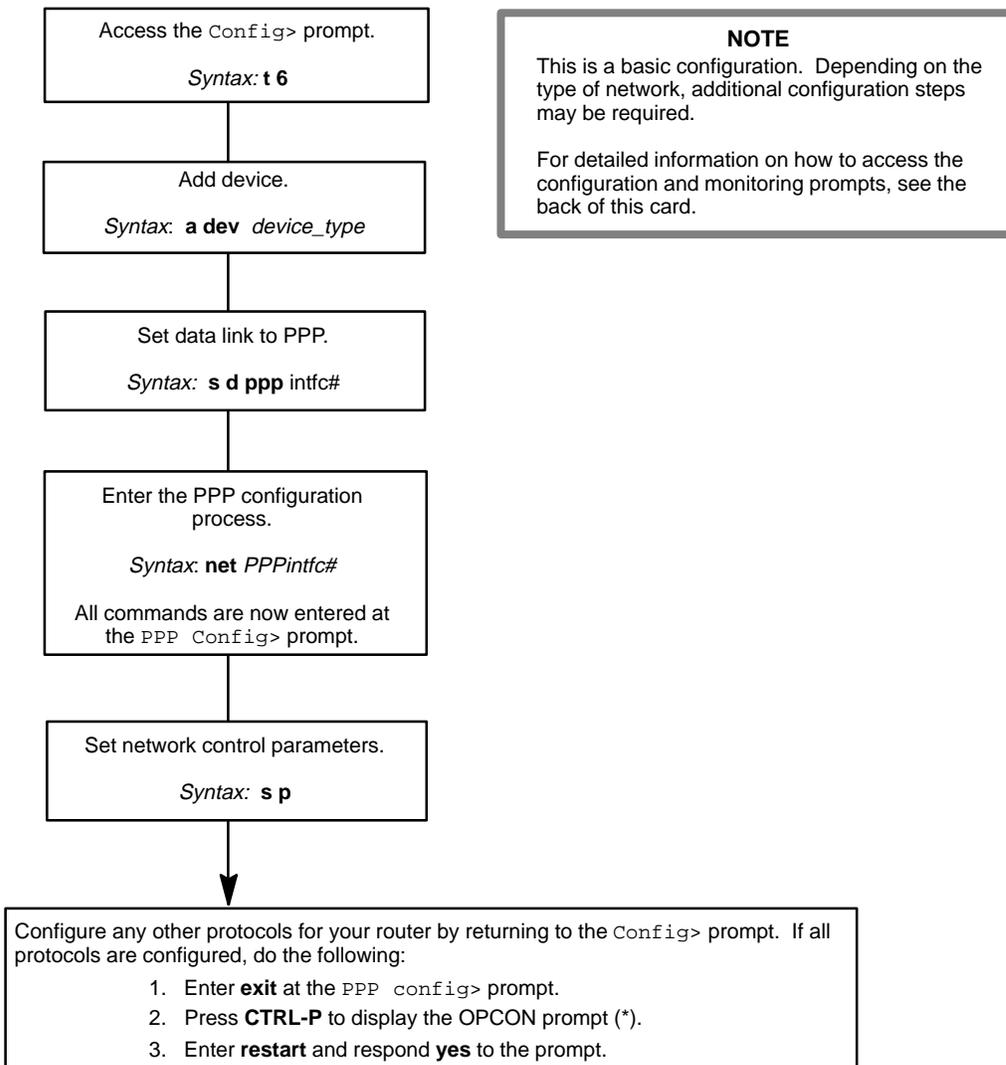 Access the Config> prompt.
Syntax: t 6
Add device.
Syntax: a dev device_type
Set data link to PPP.
Syntax: s d ppp intfc#
Enter the PPP configuration
process.
Syntax: net PPPintfc#
All commands are now entered at
the PPP Config> prompt.
Set network control parameters.
Syntax: s p
Configure any other protocols for your router by returning to the Config> prompt. If all
protocols are configured, do the following:
1. Enter exit at the PPP config> prompt.
2. Press CTRL-P to display the OPCON prompt (*).
3. Enter restart and respond yes to the prompt.
NOTE
This is a basic configuration. Depending on the
type of network, additional configuration steps
may be required.
For detailed information on how to access the
configuration and monitoring prompts, see the
back of this card.